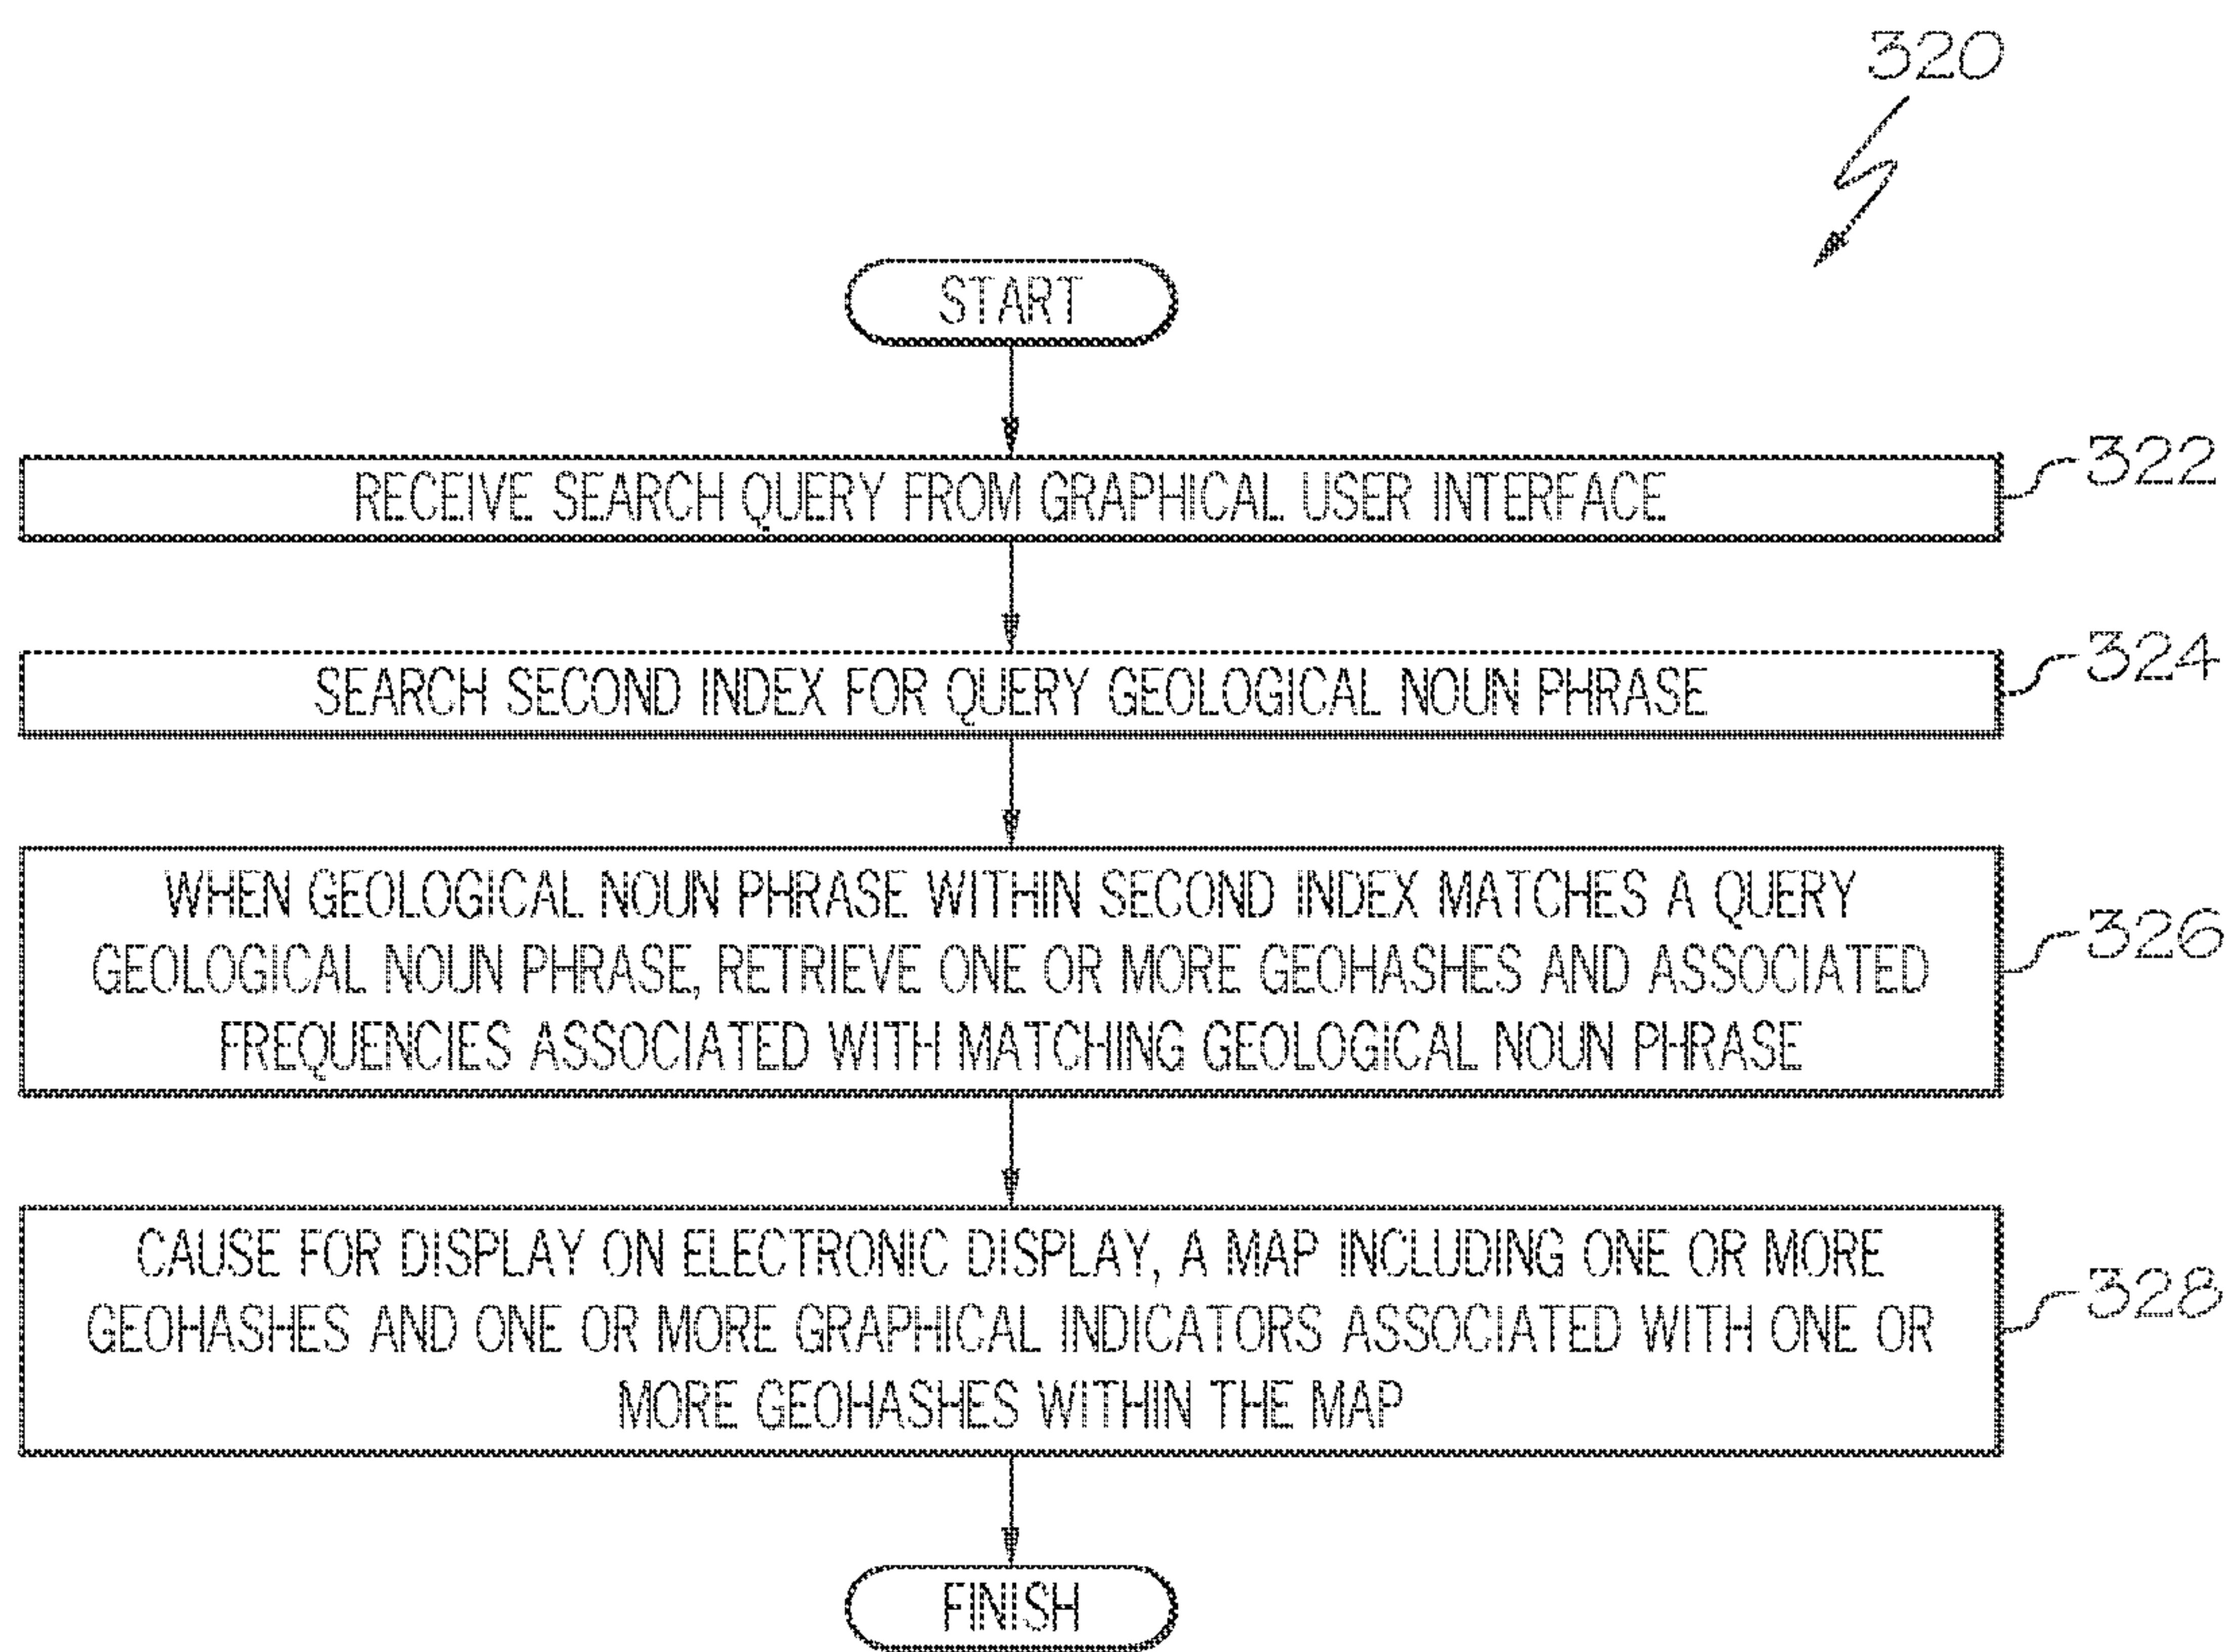 320
START
RECEIVE SEARCH QUERY FROM GRAPHICAL USER INTERFACE
322
SEARCH SECOND INDEX FOR QUERY GEOLOGICAL NOUN PHRASE
324
WHEN GEOLOGICAL NOUN PHRASE WITHIN SECOND INDEX MATCHES A QUERY
GEOLOGICAL NOUN PHRASE, RETRIEVE ONE OR MORE GEOHASHES AND ASSOCIATED
FREQUENCIES ASSOCIATED WITH MATCHING GEOLOGICAL NOUN PHRASE
326
CAUSE FOR DISPLAY ON ELECTRONIC DISPLAY, A MAP INCLUDING ONE OR MORE
GEOHASHES AND ONE OR MORE GRAPHICAL INDICATORS ASSOCIATED WITH ONE OR
MORE GEOHASHES WITHIN THE MAP
328
FINISH